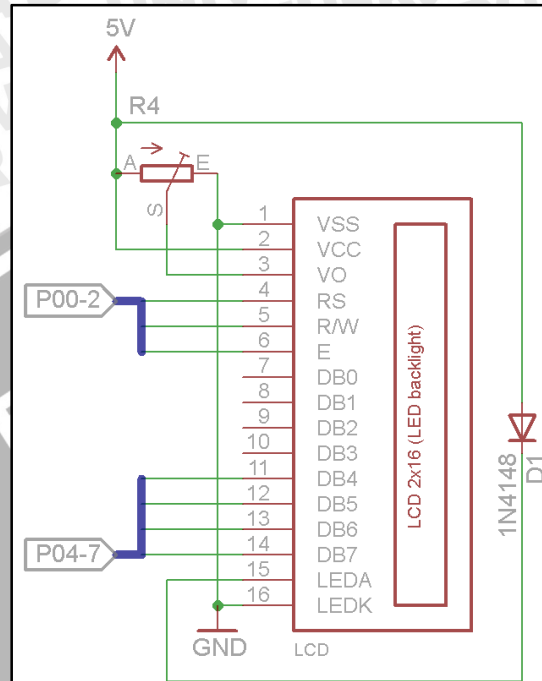 5V
R4
A
E
S
1 VSS
2 VCC
3 VO
P00-2
4 RS
5 R/W
6 E
7 DB0
8 DB1
9 DB2
10 DB3
11 DB4
12 DB5
13 DB6
P04-7
14 DB7
15 LEDA
16 LEDK
LCD 2x16 (LED backlight)
1N4148
D1
GND
LCD